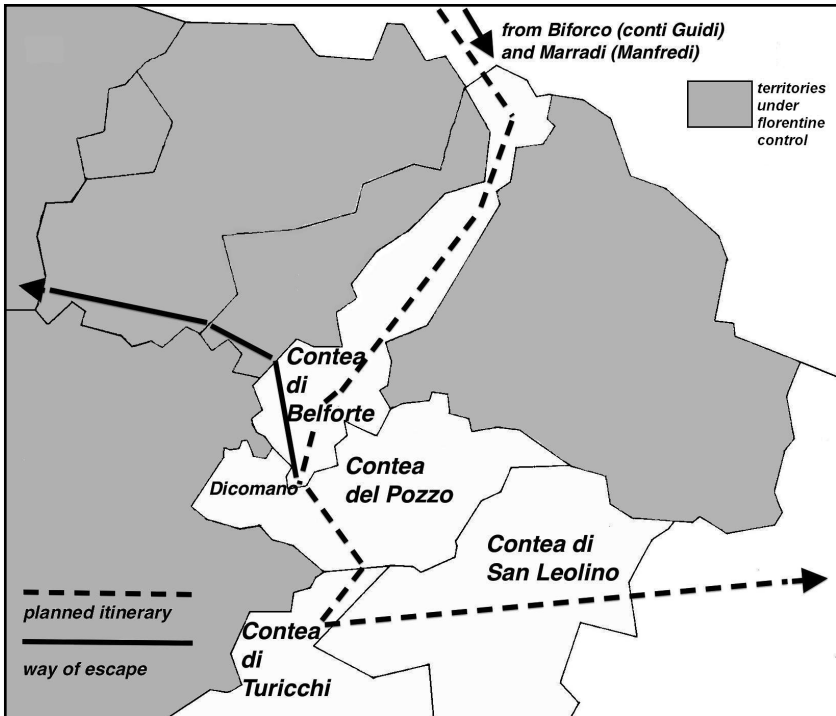 from Biforco (conti Guidi)
and Marradi (Manfredi)
territories
under
florentine
control
Contea
di
Belforte
Dicomano
Contea
del Pozzo
Contea di
San Leolino
planned itinerary
way of escape
Contea
di
Turicchi